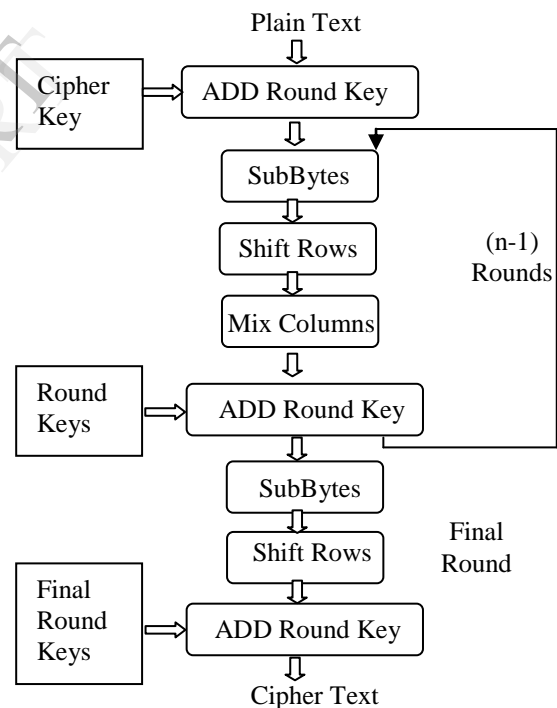 Plain Text
Cipher
Key
ADD Round Key
SubBytes
Shift Rows
(n-1)
Rounds
Mix Columns
Round
Keys
ADD Round Key
SubBytes
Shift Rows
Final
Round
Final
Round
Keys
ADD Round Key
Cipher Text